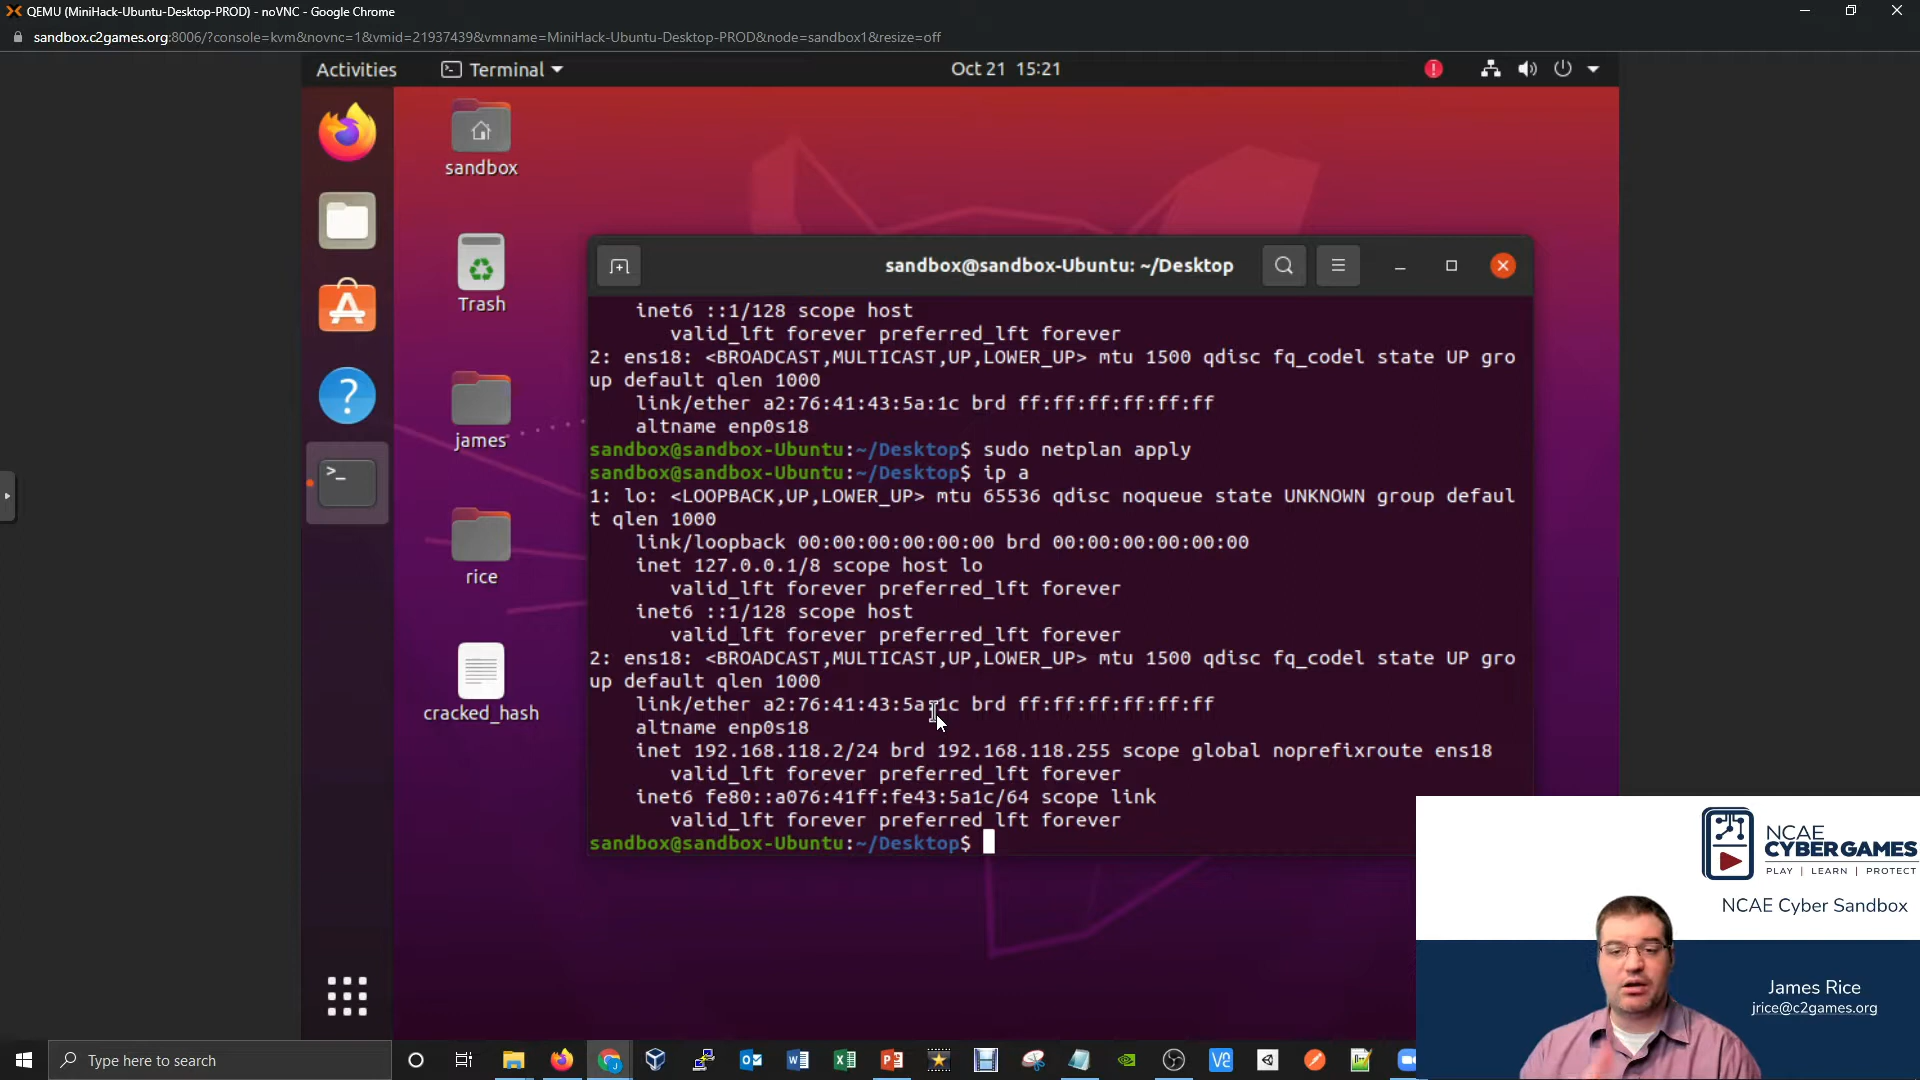 QEMU (MiniHack-Ubuntu-Desktop-PROD) - noVNC - Google Chrome
sandbox.c2games.org:8006/?console=kvm&novnc=1&vmid=21937439&vmname=MiniHack-Ubuntu-Desktop-PROD&node=sandbox1&resize=off
Activities
Terminal
Oct 21 15:21
sandbox
Trash
james
rice
cracked_hash
sandbox@sandbox-Ubuntu: ~/Desktop
inet6 ::1/128 scope host
valid_lft forever preferred_lft forever
2: ens18: <BROADCAST,MULTICAST,UP,LOWER_UP> mtu 1500 qdisc fq_codel state UP gro
up default qlen 1000
link/ether a2:76:41:43:5a:1c brd ff:ff:ff:ff:ff:ff
altname enp0s18
sandbox@sandbox-Ubuntu:~/Desktop$ sudo netplan apply
sandbox@sandbox-Ubuntu:~/Desktop$ ip a
1: lo: <LOOPBACK,UP,LOWER_UP> mtu 65536 qdisc noqueue state UNKNOWN group defaul
t qlen 1000
link/loopback 00:00:00:00:00:00 brd 00:00:00:00:00:00
inet 127.0.0.1/8 scope host lo
valid_lft forever preferred_lft forever
inet6 ::1/128 scope host
valid_lft forever preferred_lft forever
2: ens18: <BROADCAST,MULTICAST,UP,LOWER_UP> mtu 1500 qdisc fq_codel state UP gro
up default qlen 1000
link/ether a2:76:41:43:5a:1c brd ff:ff:ff:ff:ff:ff
altname enp0s18
inet 192.168.118.2/24 brd 192.168.118.255 scope global noprefixroute ens18
valid_lft forever preferred_lft forever
inet6 fe80::a076:41ff:fe43:5a1c/64 scope link
valid_lft forever preferred_lft forever
sandbox@sandbox-Ubuntu:~/Desktop$
NCAE
CYBERGAMES
PLAY | LEARN | PROTECT
NCAE Cyber Sandbox
James Rice
jrice@c2games.org
Type here to search